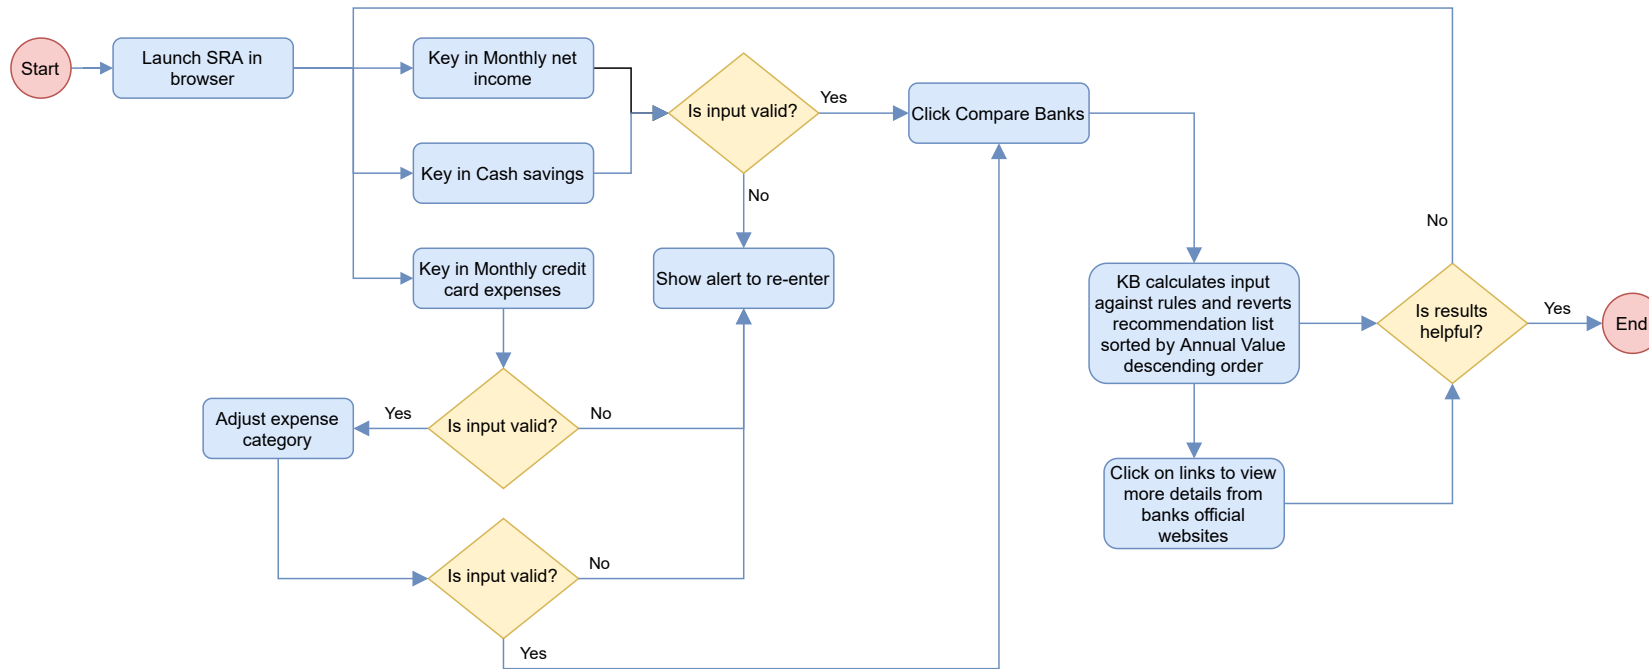 Start
Launch SRA in
browser
Key in Monthly net
income
Is input valid?
Yes
Click Compare Banks
Key in Cash savings
No
No
Key in Monthly credit
card expenses
Show alert to re-enter
KB calculates input
against rules and reverts
recommendation list
sorted by Annual Value
descending order
Is results
helpful?
Yes
End
Adjust expense
category
Yes
Is input valid?
No
Click on links to view
more details from
banks official
websites
Is input valid?
No
Yes